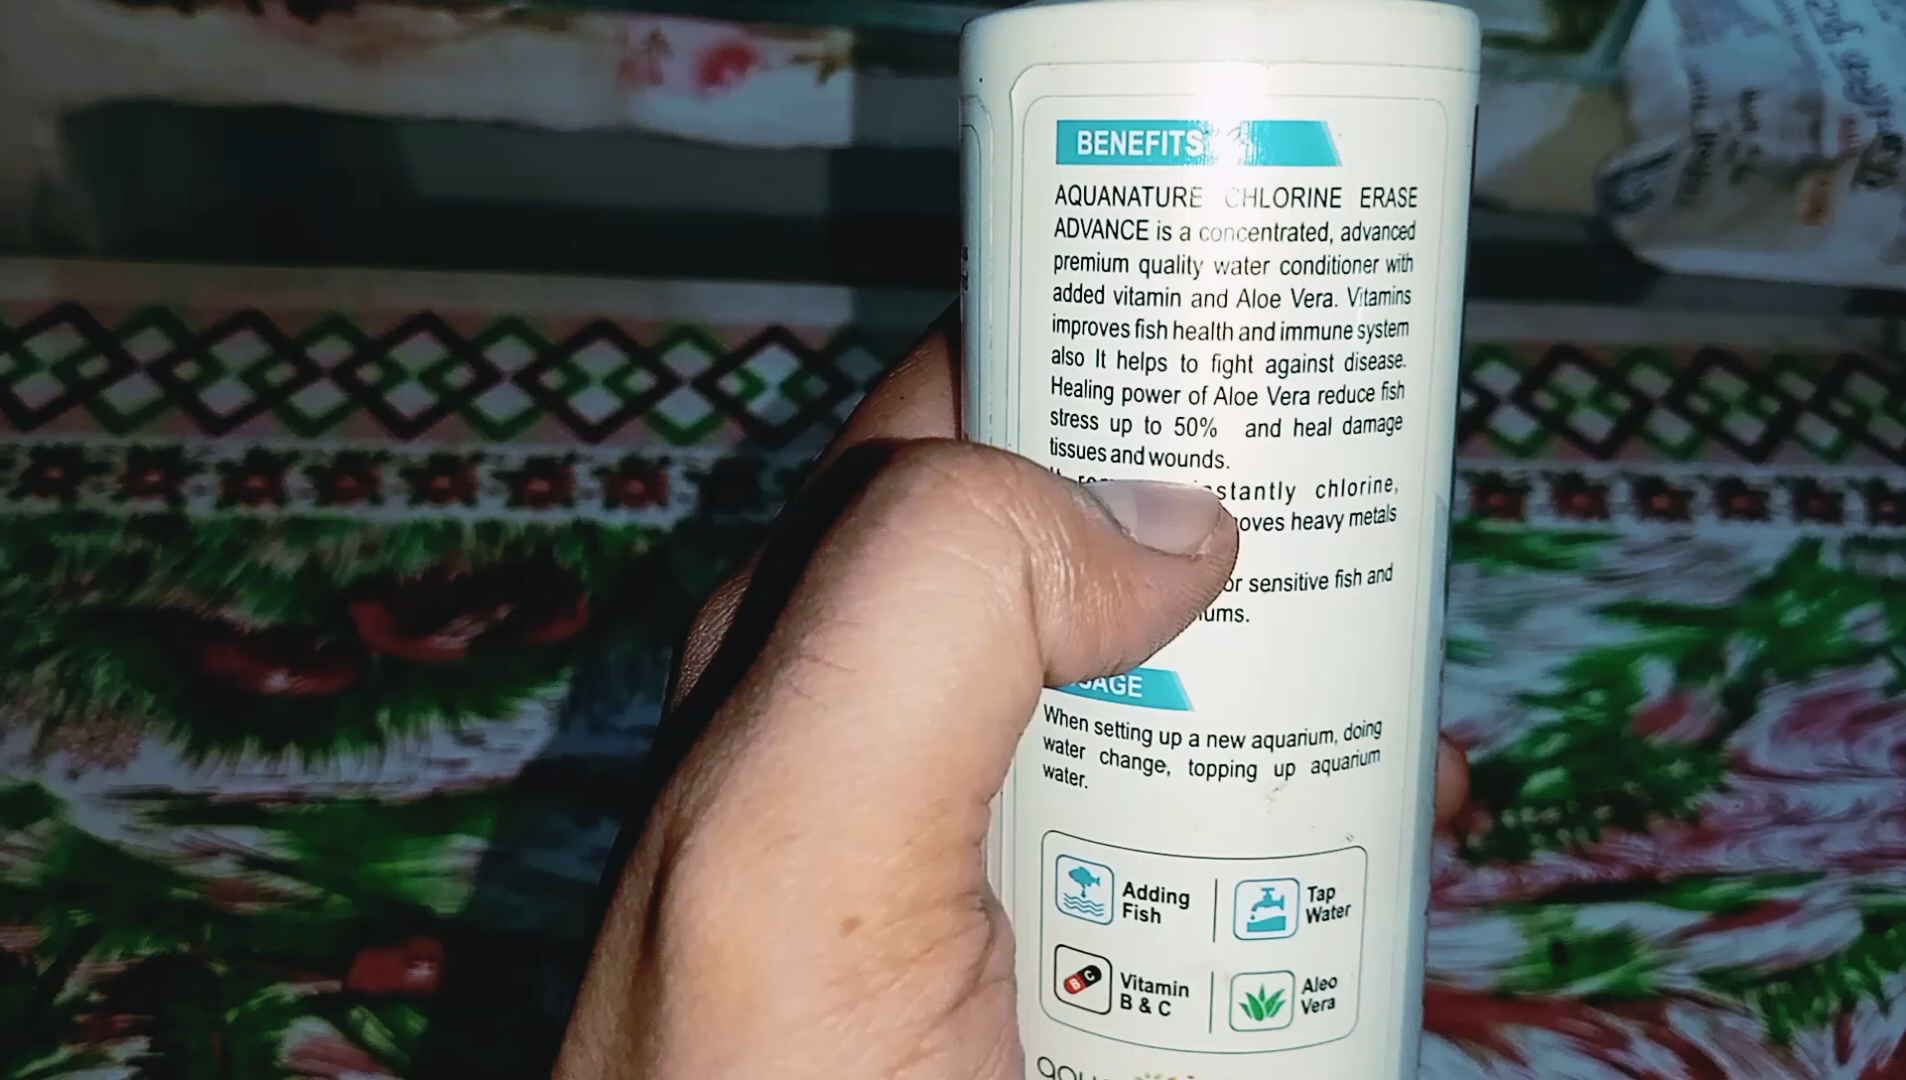 BENEFITS
AQUANATURE CHLORINE ERASE
ADVANCE is a concentrated, advanced
premium quality water conditioner with
added vitamin and Aloe Vera. Vitamins
improves fish health and immune system
also It helps to fight against disease.
Healing power of Aloe Vera reduce fish
stress up to 50% and heal damage
tissues and wounds.
chlorine,
heavy metals
sensitive fish and
When setting up a new aquarium, doing
water change, topping up aquarium
water.
Adding
Fish
Tap
Water
B C
Vitamin
B & C
Aleo
Vera